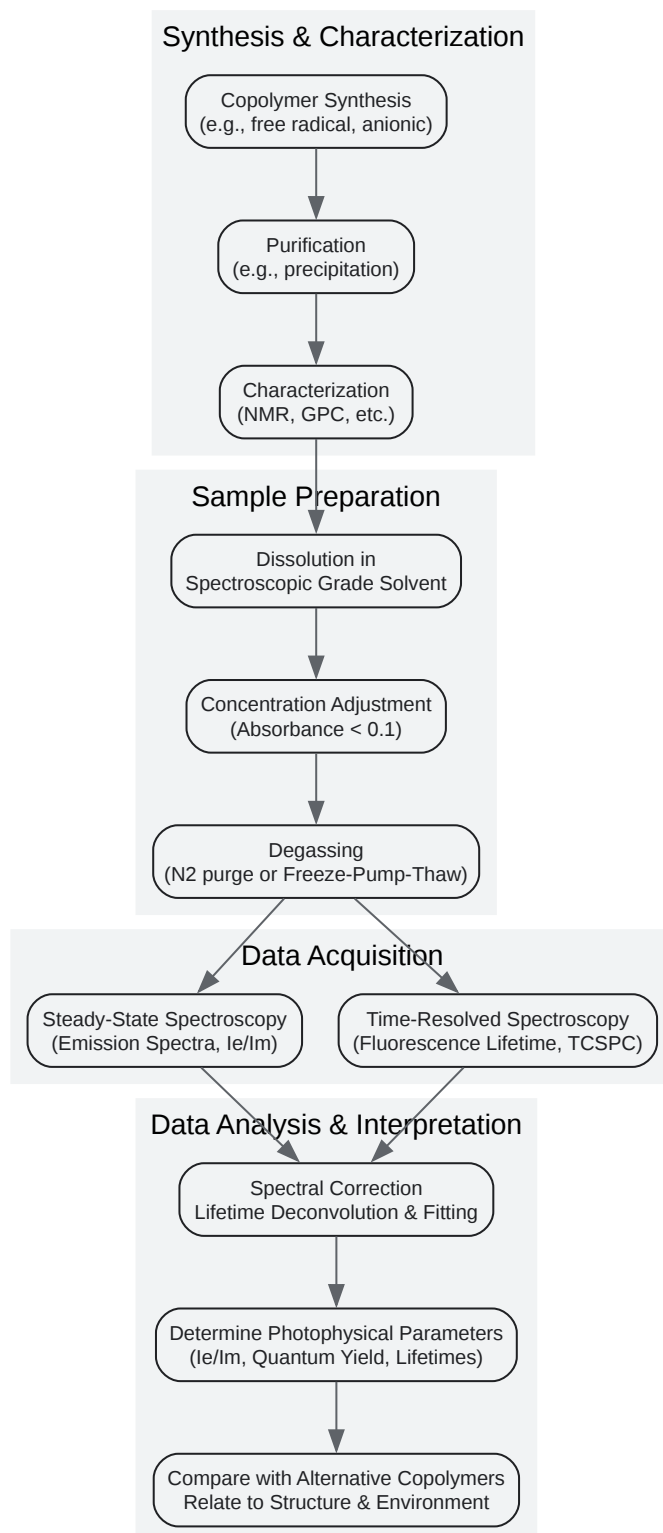 Synthesis & Characterization
Copolymer Synthesis
(e.g., free radical, anionic)
Purification
(e.g., precipitation)
Characterization
(NMR, GPC, etc.)
Sample Preparation
Dissolution in
Spectroscopic Grade Solvent
Concentration Adjustment
(Absorbance < 0.1)
Degassing
(N2 purge or Freeze-Pump-Thaw)
Data Acquisition
Steady-State Spectroscopy
(Emission Spectra, Ie/Im)
Time-Resolved Spectroscopy
(Fluorescence Lifetime, TCSPC)
Data Analysis & Interpretation
Spectral Correction
Lifetime Deconvolution & Fitting
Determine Photophysical Parameters
(Ie/Im, Quantum Yield, Lifetimes)
Compare with Alternative Copolymers
Relate to Structure & Environment